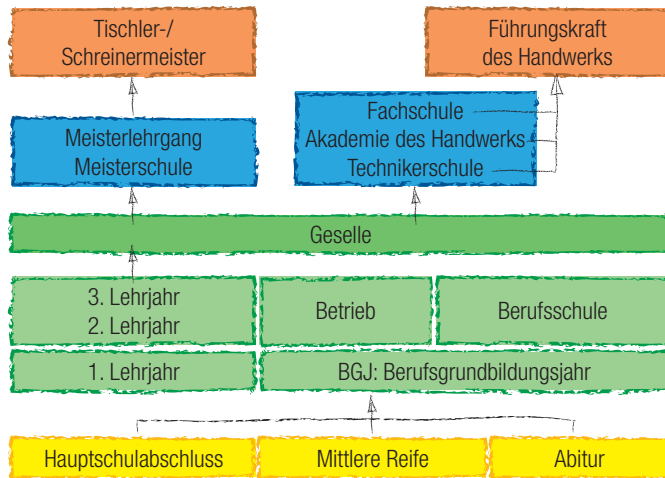 Tischler-/
Schreinermeister
Führungskraft
des Handwerks
Meisterlehrgang
Meisterschule
Fachschule
Akademie des Handwerks
Technikerschule
Geselle
3. Lehrjahr
2. Lehrjahr
Betrieb
Berufsschule
1. Lehrjahr
BGJ: Berufsgrundbildungsjahr
Hauptschulabschluss
Mittlere Reife
Abitur